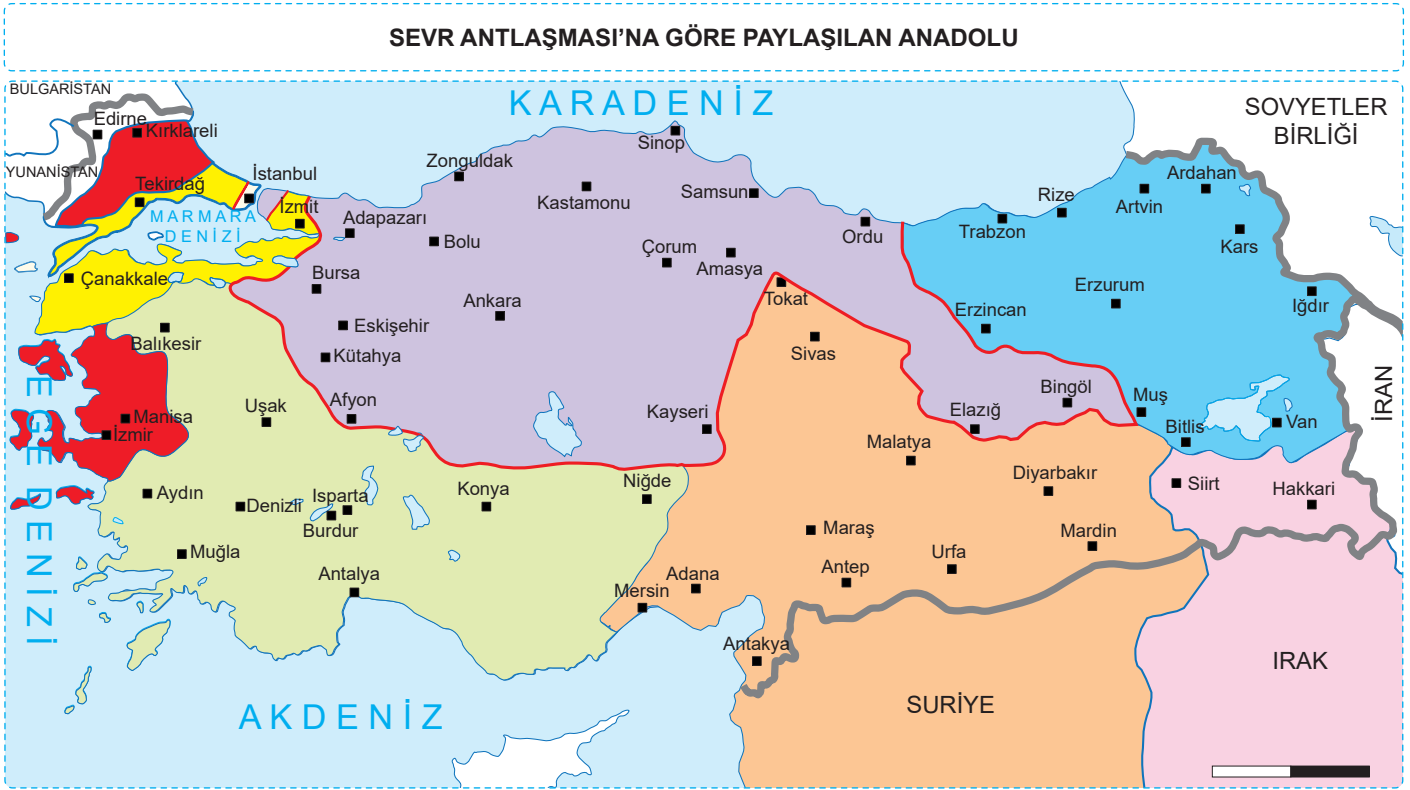 SEVR ANTLAŞMASI'NA GÖRE PAYLAŞILAN ANADOLU
BULGARİSTAN
KARADENİZ
SOVYETLER
BİRLİĞİ
Edirne
Kırklareli
YUNANİSTAN
Tekirdağ
İstanbul
MARMARA
DENİZİ
İzmit
Adapazarı
Zonguldak
Bolu
Kastamonu
Sinop
Samsun
Çorum
Amasya
Ordu
Trabzon
Rize
Artvin
Ardahan
Kars
Çanakkale
Bursa
Ankara
Eskişehir
Kütahya
Tokat
Sivas
Erzincan
Erzurum
Iğdır
İRAN
Balıkesir
EGE DENİZİ
Manisa
İzmir
Uşak
Afyon
Kayseri
Malatya
Elazığ
Bingöl
Muş
Bitlis
Van
Aydın
Denizli
Isparta
Burdur
Konya
Niğde
Diyarbakır
Siirt
Hakkari
Muğla
Antalya
Mersin
Adana
Maraş
Antep
Urfa
Mardin
Antakya
AKDENİZ
SURİYE
IRAK